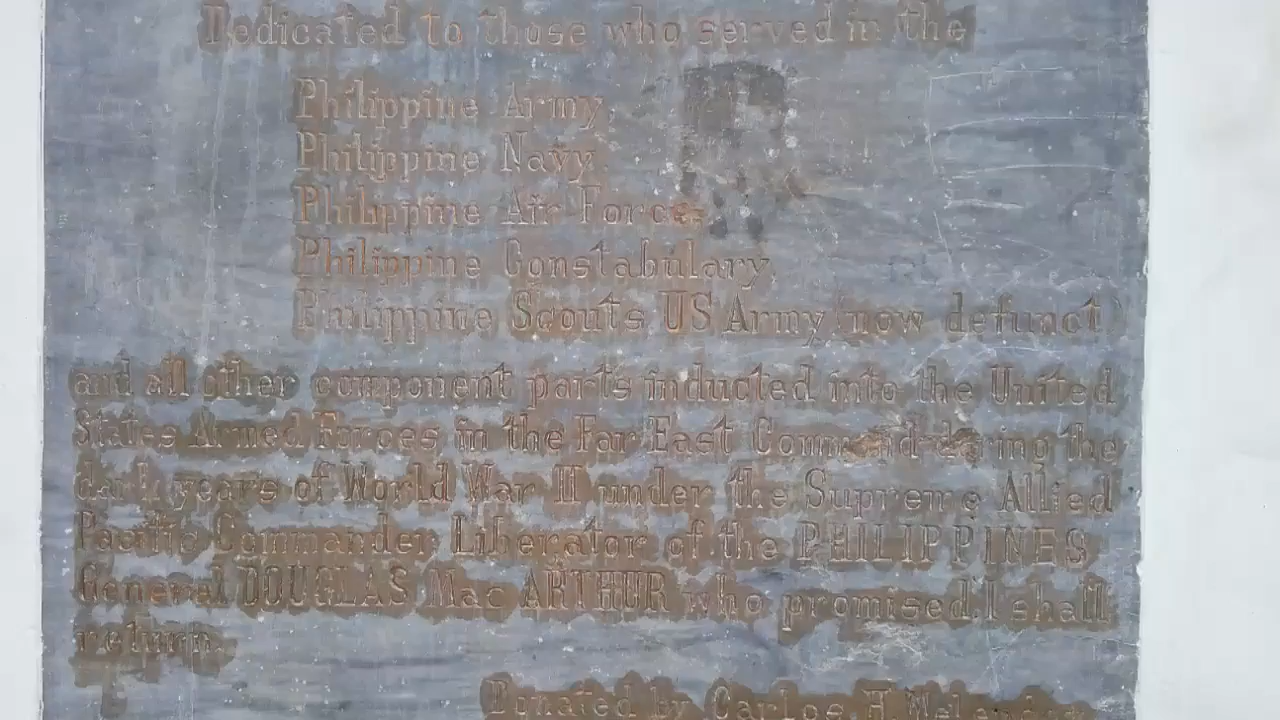 Dedicated to those who served in the
Philippine Army,
Philippine Navy,
Philippine Air Force,
Philippine Constabulary,
Philippine Scouts US Army (now defunct)
and all other component parts inducted into the United
States Armed Forces in the Far East Command during the
dark years of World War II under the Supreme Allied
Pacific Commander Liberator of the PHILIPPINES
General DOUGLAS Mac ARTHUR who promised I shall
return.
Donated by Carlos H.